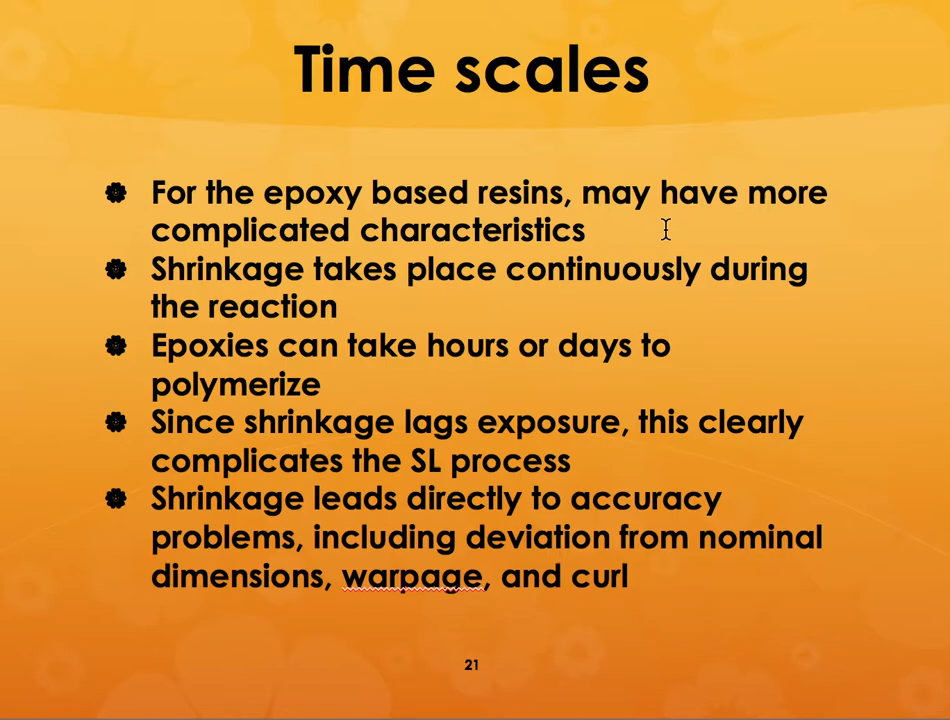 Time scales
For the epoxy based resins, may have more
complicated characteristics
Shrinkage takes place continuously during
the reaction
Epoxies can take hours or days to
polymerize
Since shrinkage lags exposure, this clearly
complicates the SL process
Shrinkage leads directly to accuracy
problems, including deviation from nominal
dimensions, warpage, and curl
21